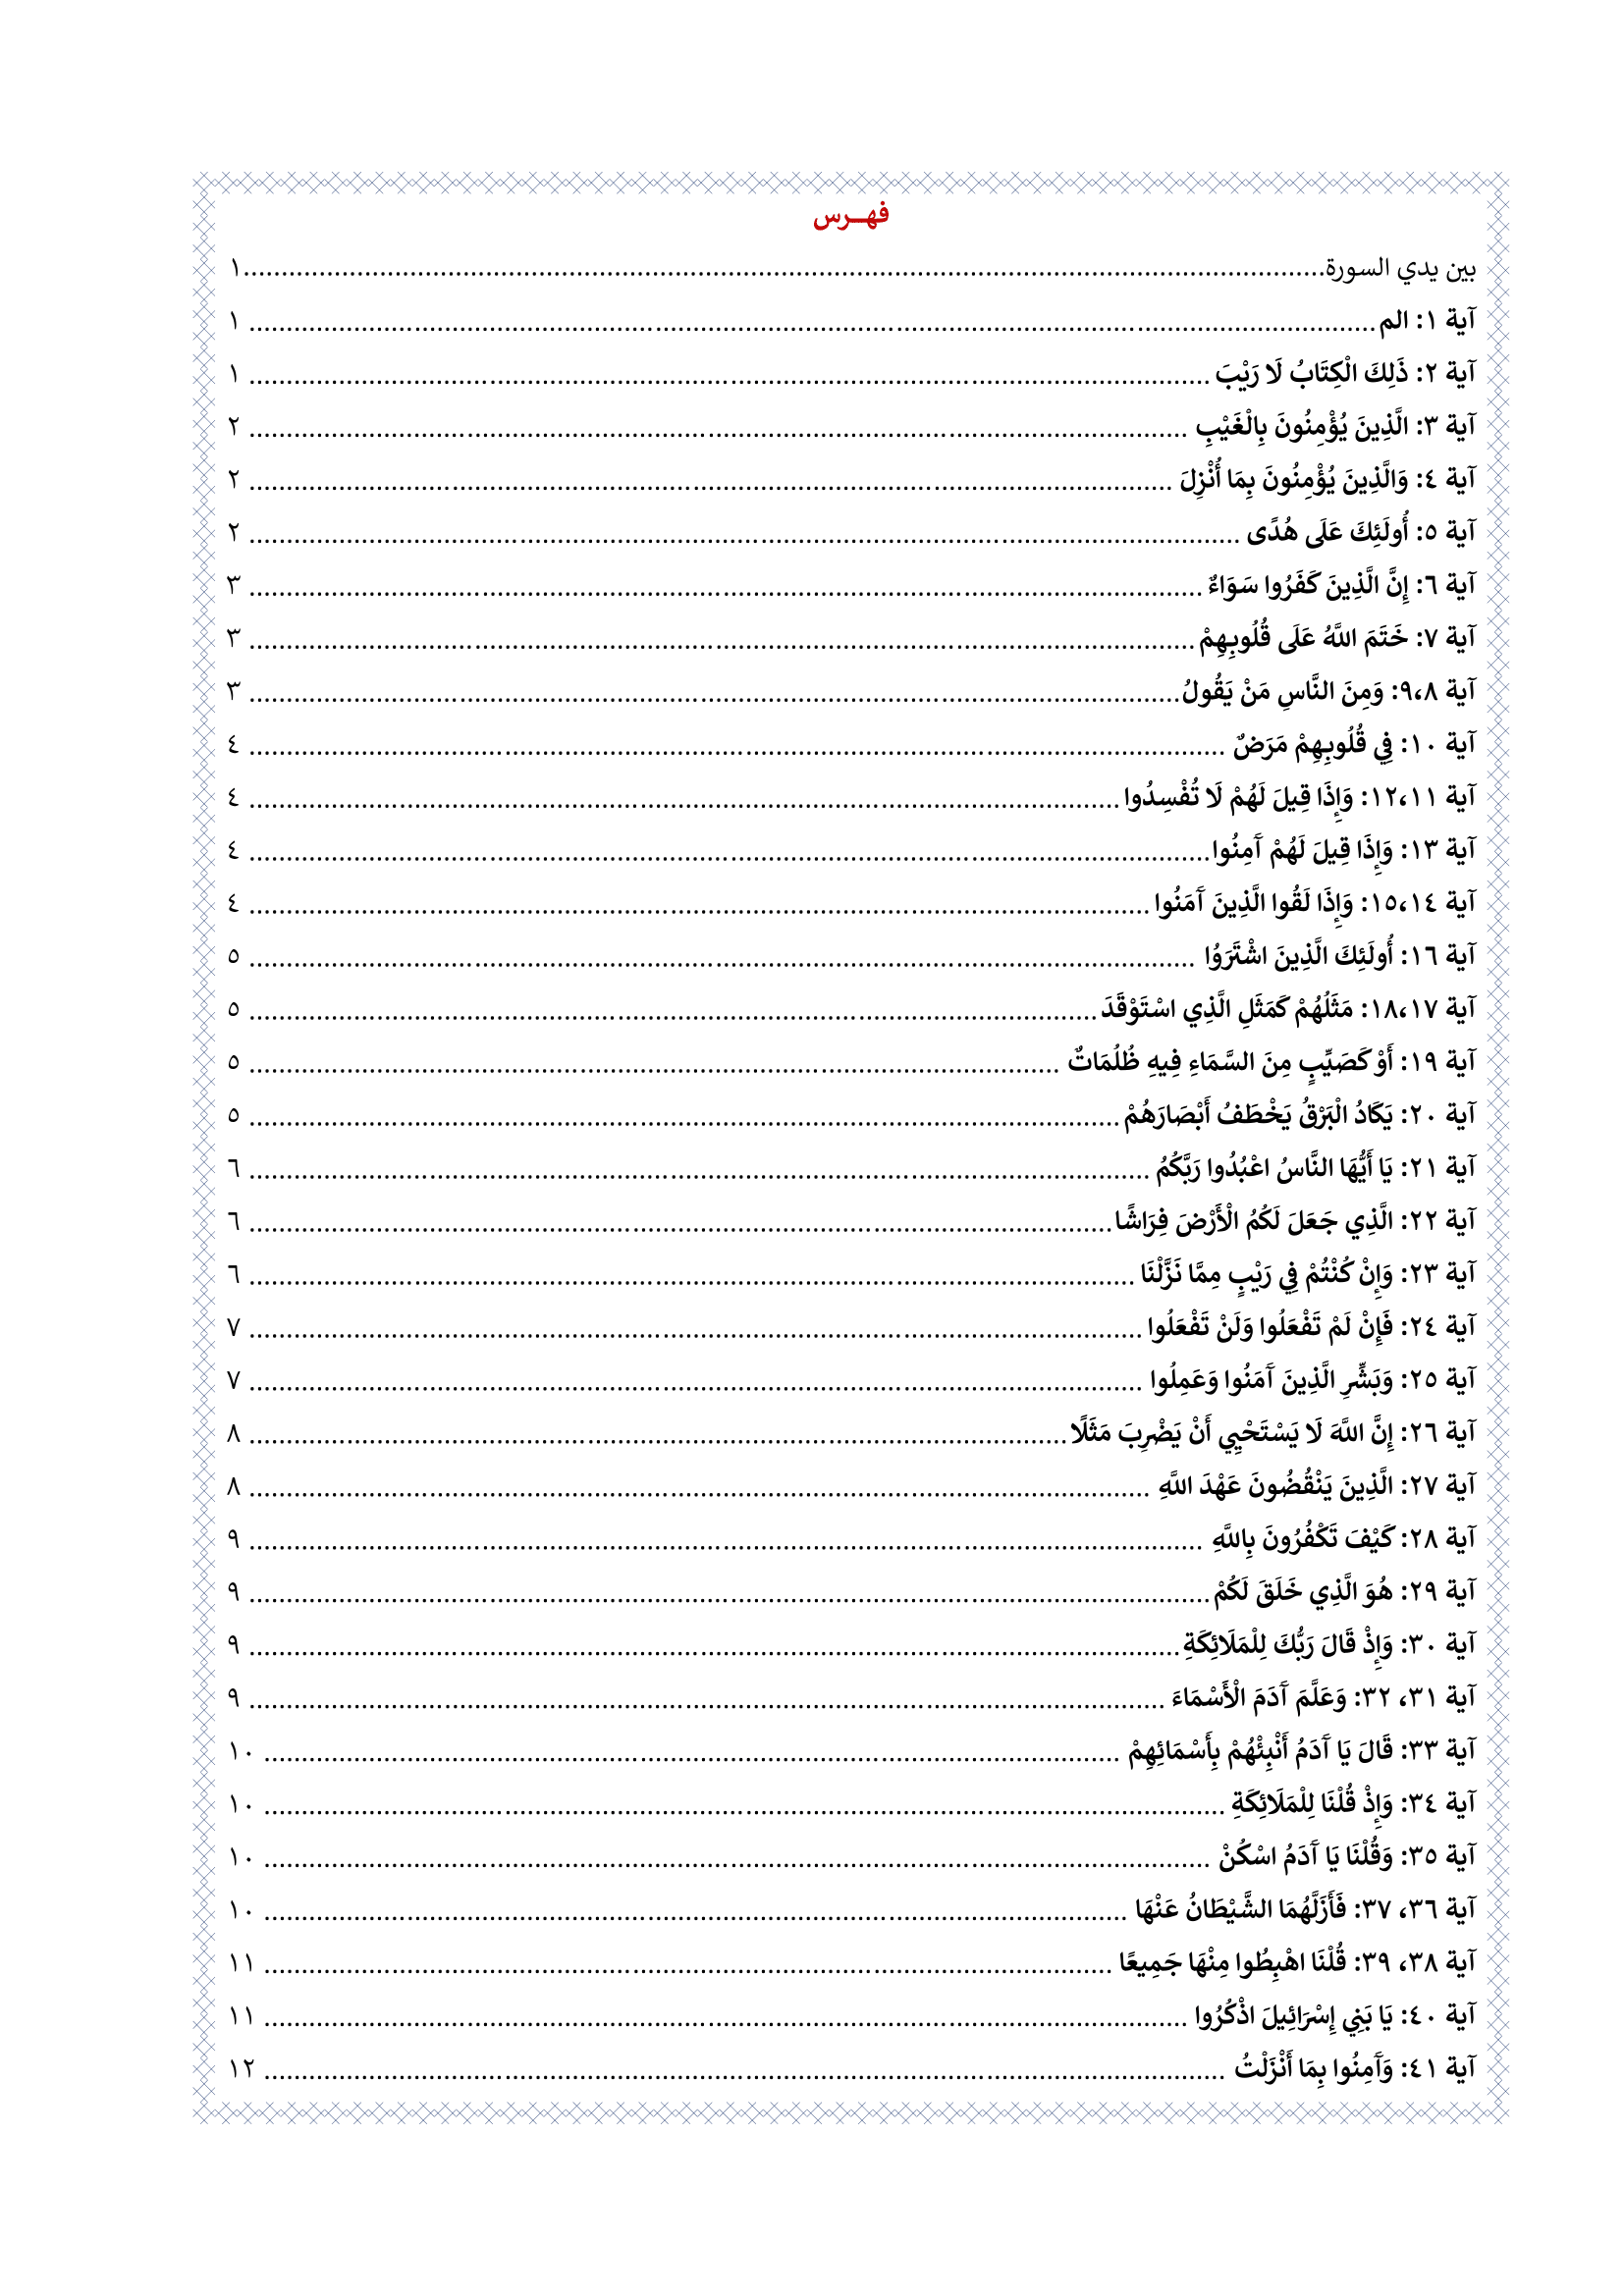 فهـرس
بين يدي السورة........................................١
آية ١: الم ........................................ ١
آية ٢: ذَلِكَ الْكِتَابُ لَا رَيْبَ ........................................ ١
آية ٣: الَّذِينَ يُؤْمِنُونَ بِالْغَيْبِ ........................................ ٢
آية ٤: وَالَّذِينَ يُؤْمِنُونَ بِمَا أُنْزِلَ ........................................ ٢
آية ٥: أُولَئِكَ عَلَى هُدًى ........................................ ٢
آية ٦: إِنَّ الَّذِينَ كَفَرُوا سَوَاءٌ ........................................ ٣
آية ٧: خَتَمَ اللَّهُ عَلَى قُلُوبِهِمْ ........................................ ٣
آية ٩،٨: وَمِنَ النَّاسِ مَنْ يَقُولُ ........................................ ٣
آية ١٠: فِي قُلُوبِهِمْ مَرَضٌ ........................................ ٤
آية ١٢،١١: وَإِذَا قِيلَ لَهُمْ لَا تُفْسِدُوا ........................................ ٤
آية ١٣: وَإِذَا قِيلَ لَهُمْ آَمِنُوا ........................................ ٤
آية ١٥،١٤: وَإِذَا لَقُوا الَّذِينَ آَمَنُوا ........................................ ٤
آية ١٦: أُولَئِكَ الَّذِينَ اشْتَرَوُا ........................................ ٥
آية ١٨،١٧: مَثَلُهُمْ كَمَثَلِ الَّذِي اسْتَوْقَدَ ........................................ ٥
آية ١٩: أَوْ كَصَيِّبٍ مِنَ السَّمَاءِ فِيهِ ظُلُمَاتٌ ........................................ ٥
آية ٢٠: يَكَادُ الْبَرْقُ يَخْطَفُ أَبْصَارَهُمْ ........................................ ٥
آية ٢١: يَا أَيُّهَا النَّاسُ اعْبُدُوا رَبَّكُمُ ........................................ ٦
آية ٢٢: الَّذِي جَعَلَ لَكُمُ الْأَرْضَ فِرَاشًا ........................................ ٦
آية ٢٣: وَإِنْ كُنْتُمْ فِي رَيْبٍ مِمَّا نَزَّلْنَا ........................................ ٦
آية ٢٤: فَإِنْ لَمْ تَفْعَلُوا وَلَنْ تَفْعَلُوا ........................................ ٧
آية ٢٥: وَبَشِّرِ الَّذِينَ آَمَنُوا وَعَمِلُوا ........................................ ٧
آية ٢٦: إِنَّ اللَّهَ لَا يَسْتَحْيِي أَنْ يَضْرِبَ مَثَلًا ........................................ ٨
آية ٢٧: الَّذِينَ يَنْقُضُونَ عَهْدَ اللَّهِ ........................................ ٨
آية ٢٨: كَيْفَ تَكْفُرُونَ بِاللَّهِ ........................................ ٩
آية ٢٩: هُوَ الَّذِي خَلَقَ لَكُمْ ........................................ ٩
آية ٣٠: وَإِذْ قَالَ رَبُّكَ لِلْمَلَائِكَةِ ........................................ ٩
آية ٣١، ٣٢: وَعَلَّمَ آَدَمَ الْأَسْمَاءَ ........................................ ٩
آية ٣٣: قَالَ يَا آَدَمُ أَنْبِئْهُمْ بِأَسْمَائِهِمْ ........................................ ١٠
آية ٣٤: وَإِذْ قُلْنَا لِلْمَلَائِكَةِ ........................................ ١٠
آية ٣٥: وَقُلْنَا يَا آَدَمُ اسْكُنْ ........................................ ١٠
آية ٣٦، ٣٧: فَأَزَلَّهُمَا الشَّيْطَانُ عَنْهَا ........................................ ١٠
آية ٣٨، ٣٩: قُلْنَا اهْبِطُوا مِنْهَا جَمِيعًا ........................................ ١١
آية ٤٠: يَا بَنِي إِسْرَائِيلَ اذْكُرُوا ........................................ ١١
آية ٤١: وَآَمِنُوا بِمَا أَنْزَلْتُ ........................................ ١٢